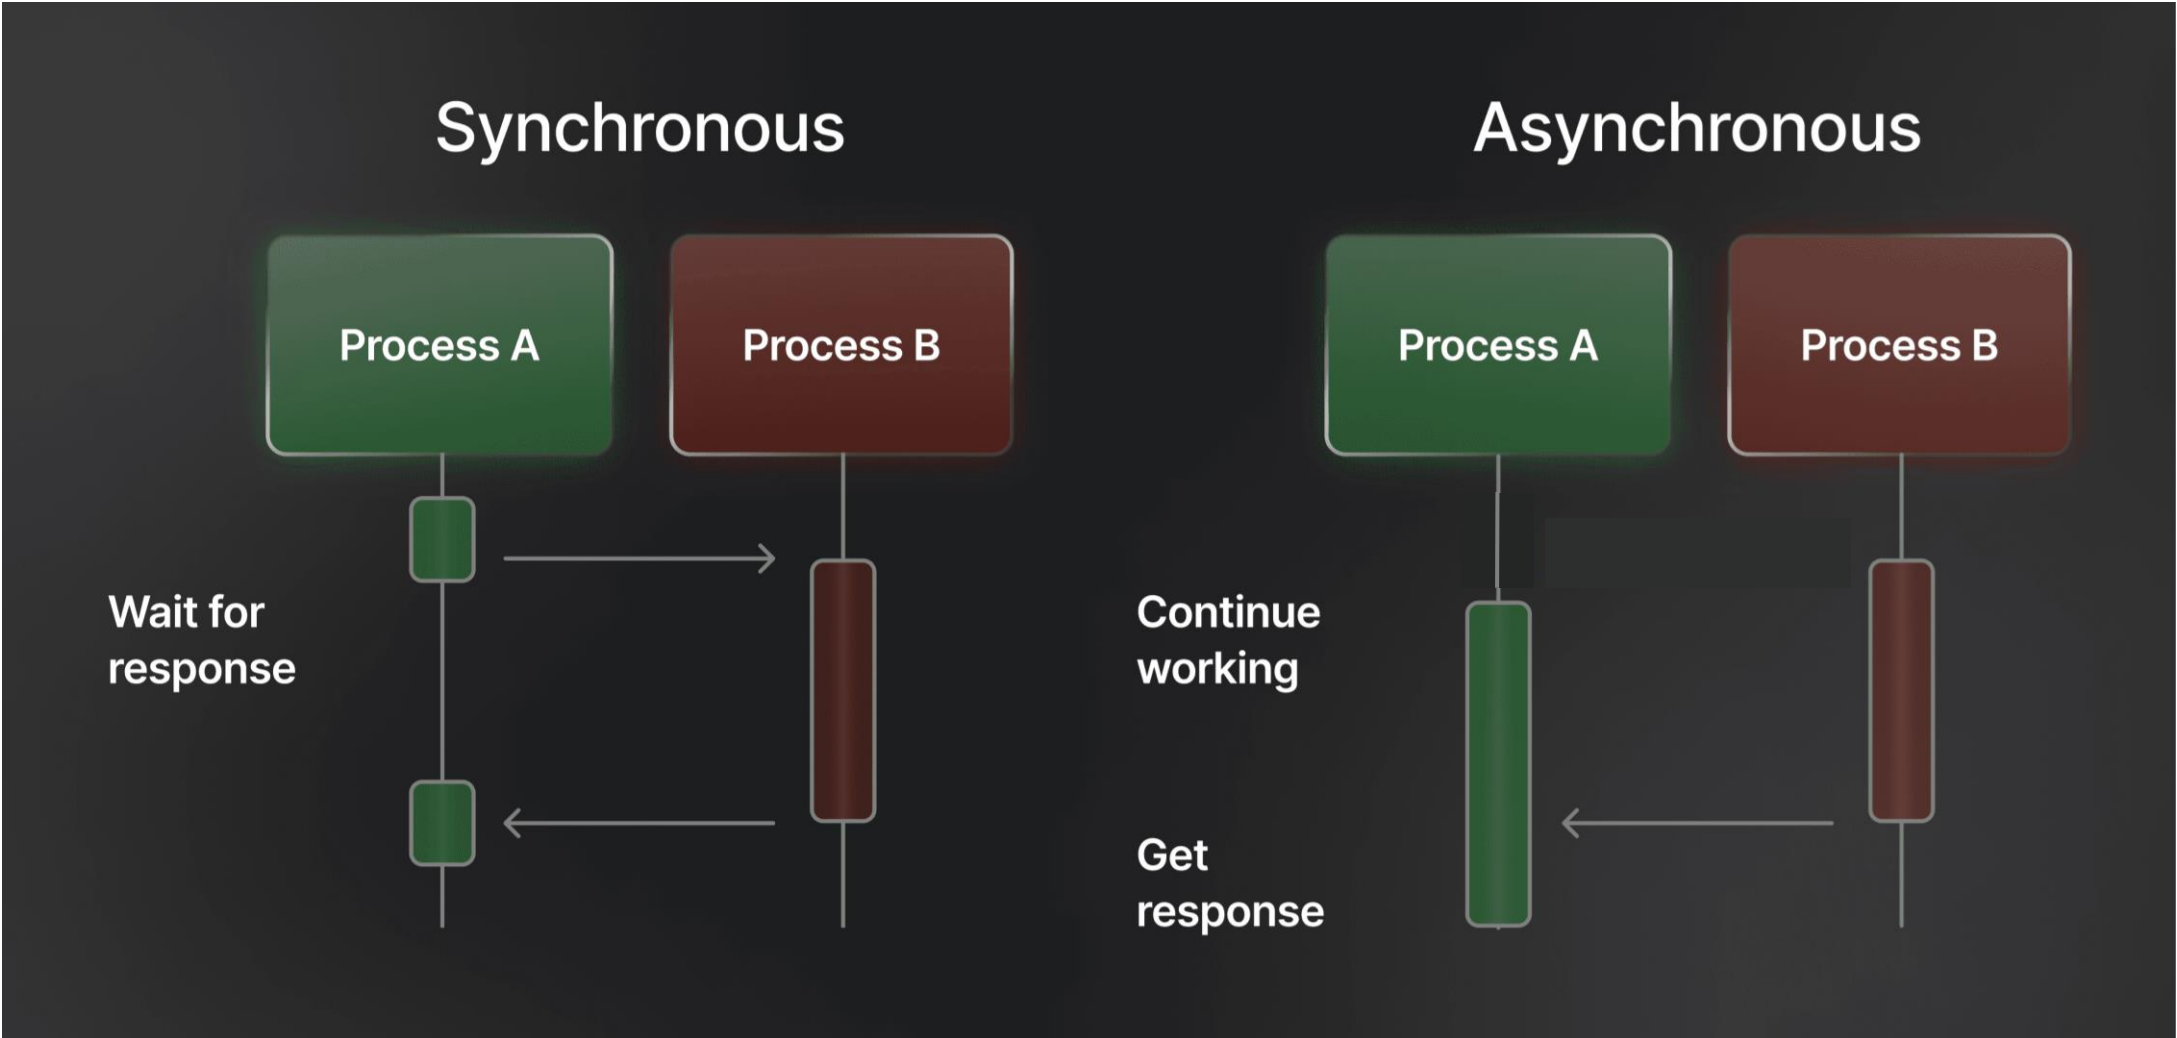 Synchronous
Process A
Process B
Wait for
response
Asynchronous
Process A
Process B
Continue
working
Get
response